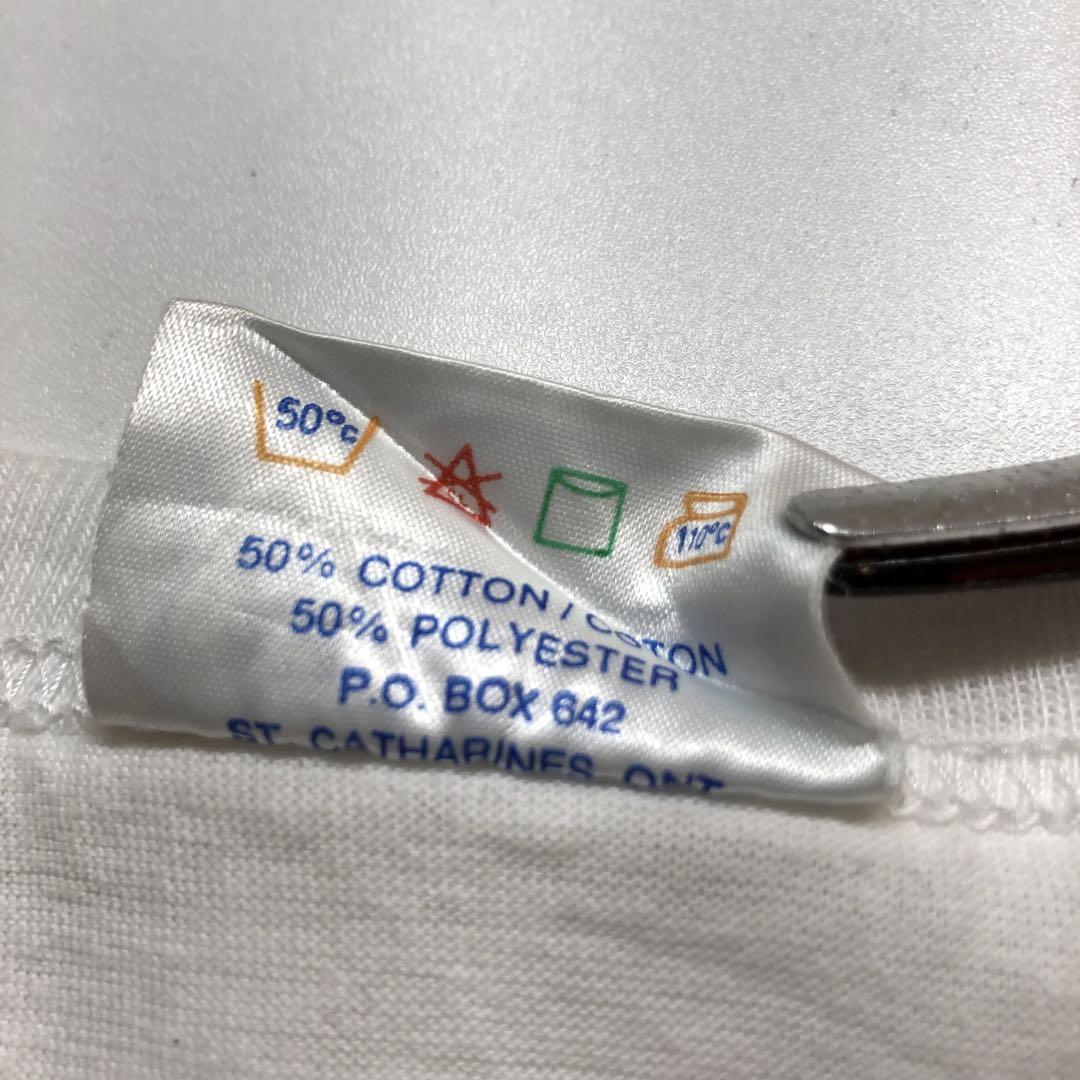 50°C
110°C
50% COTTON / COTON
50% POLYESTER
P.O. BOX 642
ST. CATHARINES, ONT